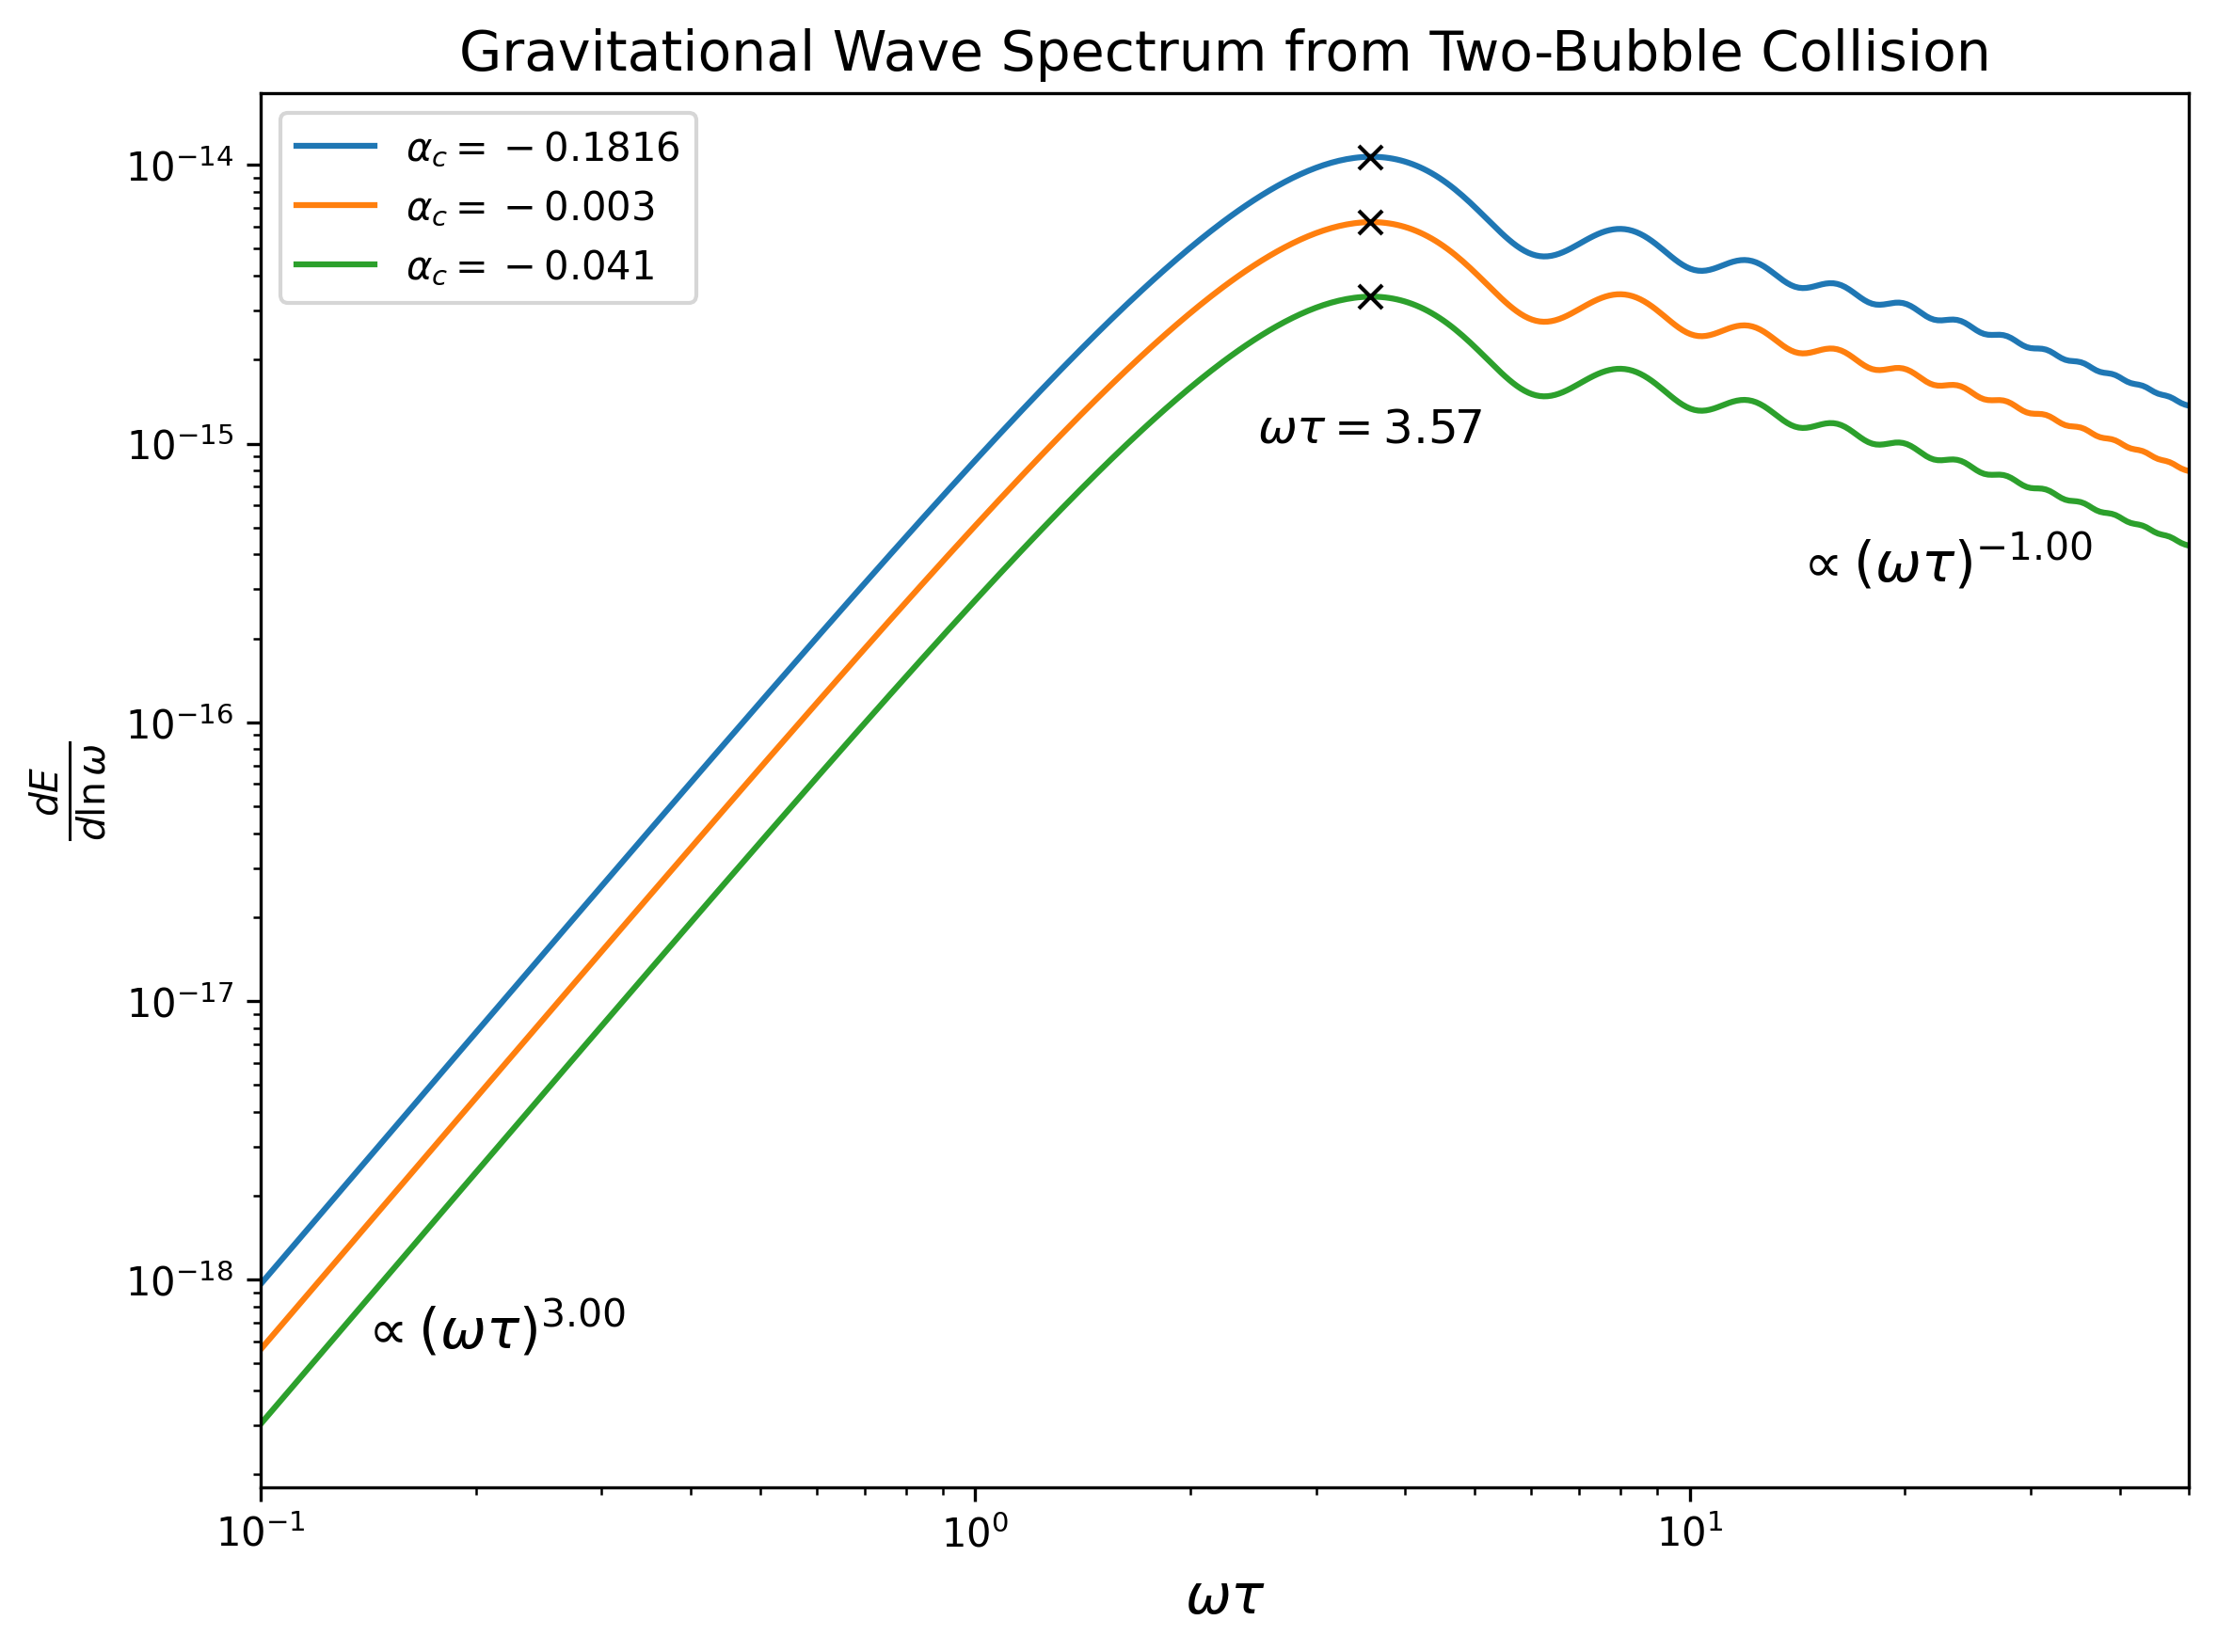 Gravitational Wave Spectrum from Two-Bubble Collision
α_c = −0.1816
α_c = −0.003
α_c = −0.041
10^−14
10^−15
10^−16
10^−17
10^−18
dE / d ln ω
ωτ = 3.57
∝ (ωτ)^−1.00
∝ (ωτ)^3.00
10^−1
10^0
10^1
ωτ